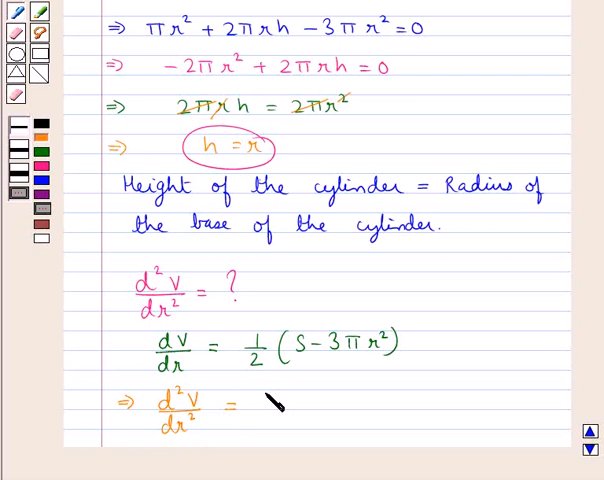 ⇒ πr² + 2πrh − 3πr² = 0
⇒ −2πr² + 2πrh = 0
⇒ 2πrh = 2πr²
⇒ h = r
Height of the cylinder = Radius of
the base of the cylinder.
d²V/dr² = ?
dV/dr = 1/2 (S − 3πr²)
⇒ d²V/dr² =